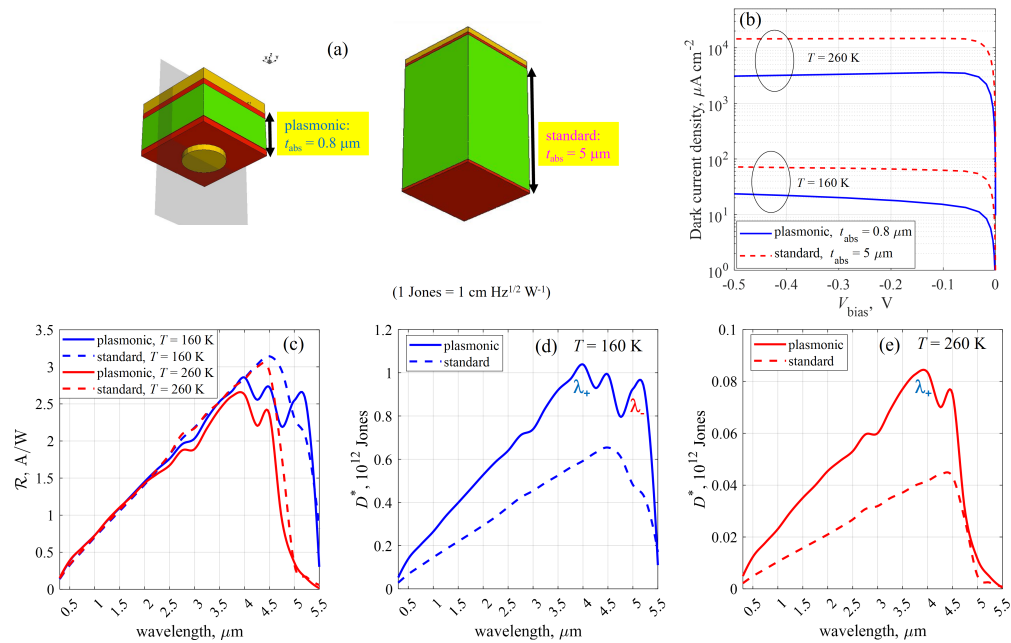 (a)
plasmonic:
t_abs = 0.8 μm
standard:
t_abs = 5 μm
(1 Jones = 1 cm Hz^1/2 W^-1)
(b)
Dark current density, μA cm^-2
10^4
10^3
10^2
10^1
10^0
T = 260 K
T = 160 K
plasmonic, t_abs = 0.8 μm
standard, t_abs = 5 μm
-0.5 -0.4 -0.3 -0.2 -0.1 0
V_bias, V
(c)
plasmonic, T = 160 K
standard, T = 160 K
plasmonic, T = 260 K
standard, T = 260 K
ℛ, A/W
3.5
3
2.5
2
1.5
1
0.5
0
0.5 1 1.5 2 2.5 3 3.5 4 4.5 5 5.5
wavelength, μm
(d) T = 160 K
plasmonic
standard
D*, 10^12 Jones
1.2
1
0.8
0.6
0.4
0.2
0
λ+
λ-
0.5 1 1.5 2 2.5 3 3.5 4 4.5 5 5.5
wavelength, μm
(e) T = 260 K
plasmonic
standard
D*, 10^12 Jones
0.1
0.08
0.06
0.04
0.02
0
λ+
0.5 1 1.5 2 2.5 3 3.5 4 4.5 5 5.5
wavelength, μm